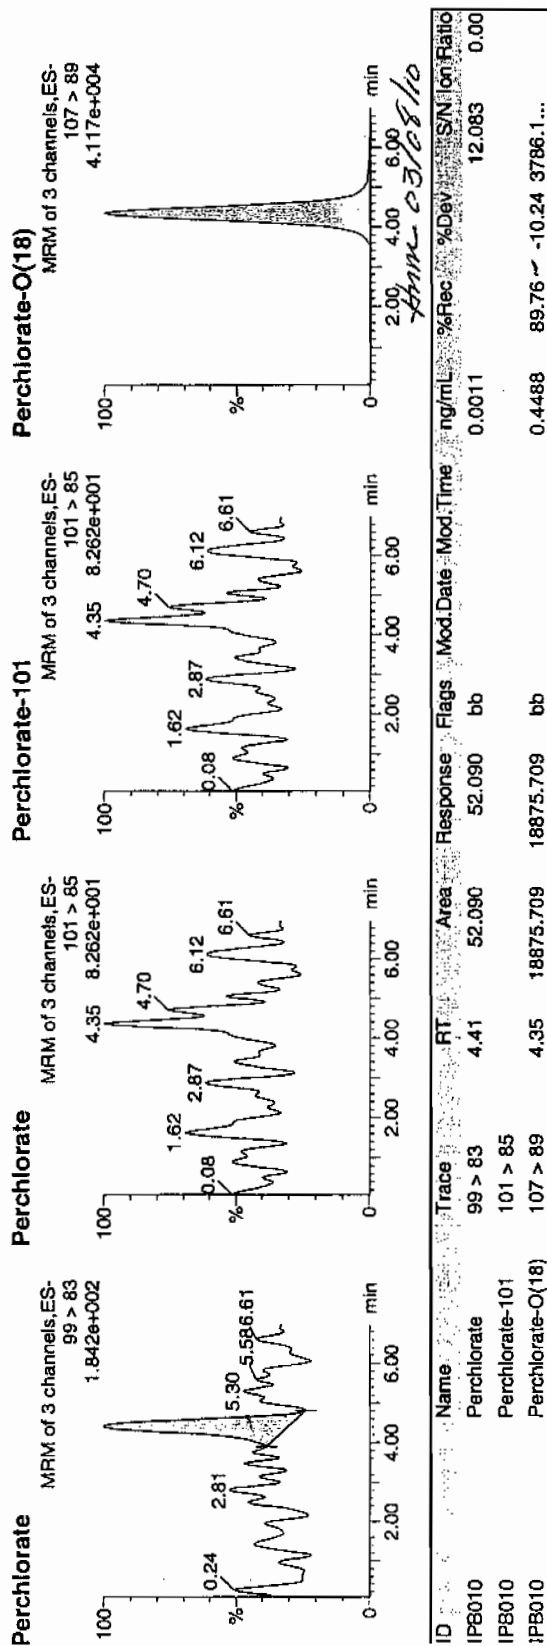 Perchlorate
MRM of 3 channels,ES-
99 > 83
1.842e+002
100
%
0
0.24
2.81
5.30
5.58
6.61
2.00
4.00
6.00
min
Perchlorate
MRM of 3 channels,ES-
101 > 85
8.262e+001
100
%
0
0.08
1.62
2.87
4.35
4.70
6.12
6.61
2.00
4.00
6.00
min
Perchlorate-101
MRM of 3 channels,ES-
101 > 85
8.262e+001
100
%
0
0.08
1.62
2.87
4.35
4.70
6.12
6.61
2.00
4.00
6.00
min
Perchlorate-O(18)
MRM of 3 channels,ES-
107 > 89
4.117e+004
100
%
0
2.00
4.00
6.00
min
03/08/10
ID Name Trace RT Area Response Flags Mod.Date Mod.Time ng/mL %Rec %Dev S/N Ion Ratio
IPB010 Perchlorate 99 > 83 4.41 52.090 52.090 bb 0.0011 12.083 0.00
IPB010 Perchlorate-101 101 > 85
IPB010 Perchlorate-O(18) 107 > 89 4.35 18875.709 18875.709 bb 0.4488 89.76 -10.24 3786.1...